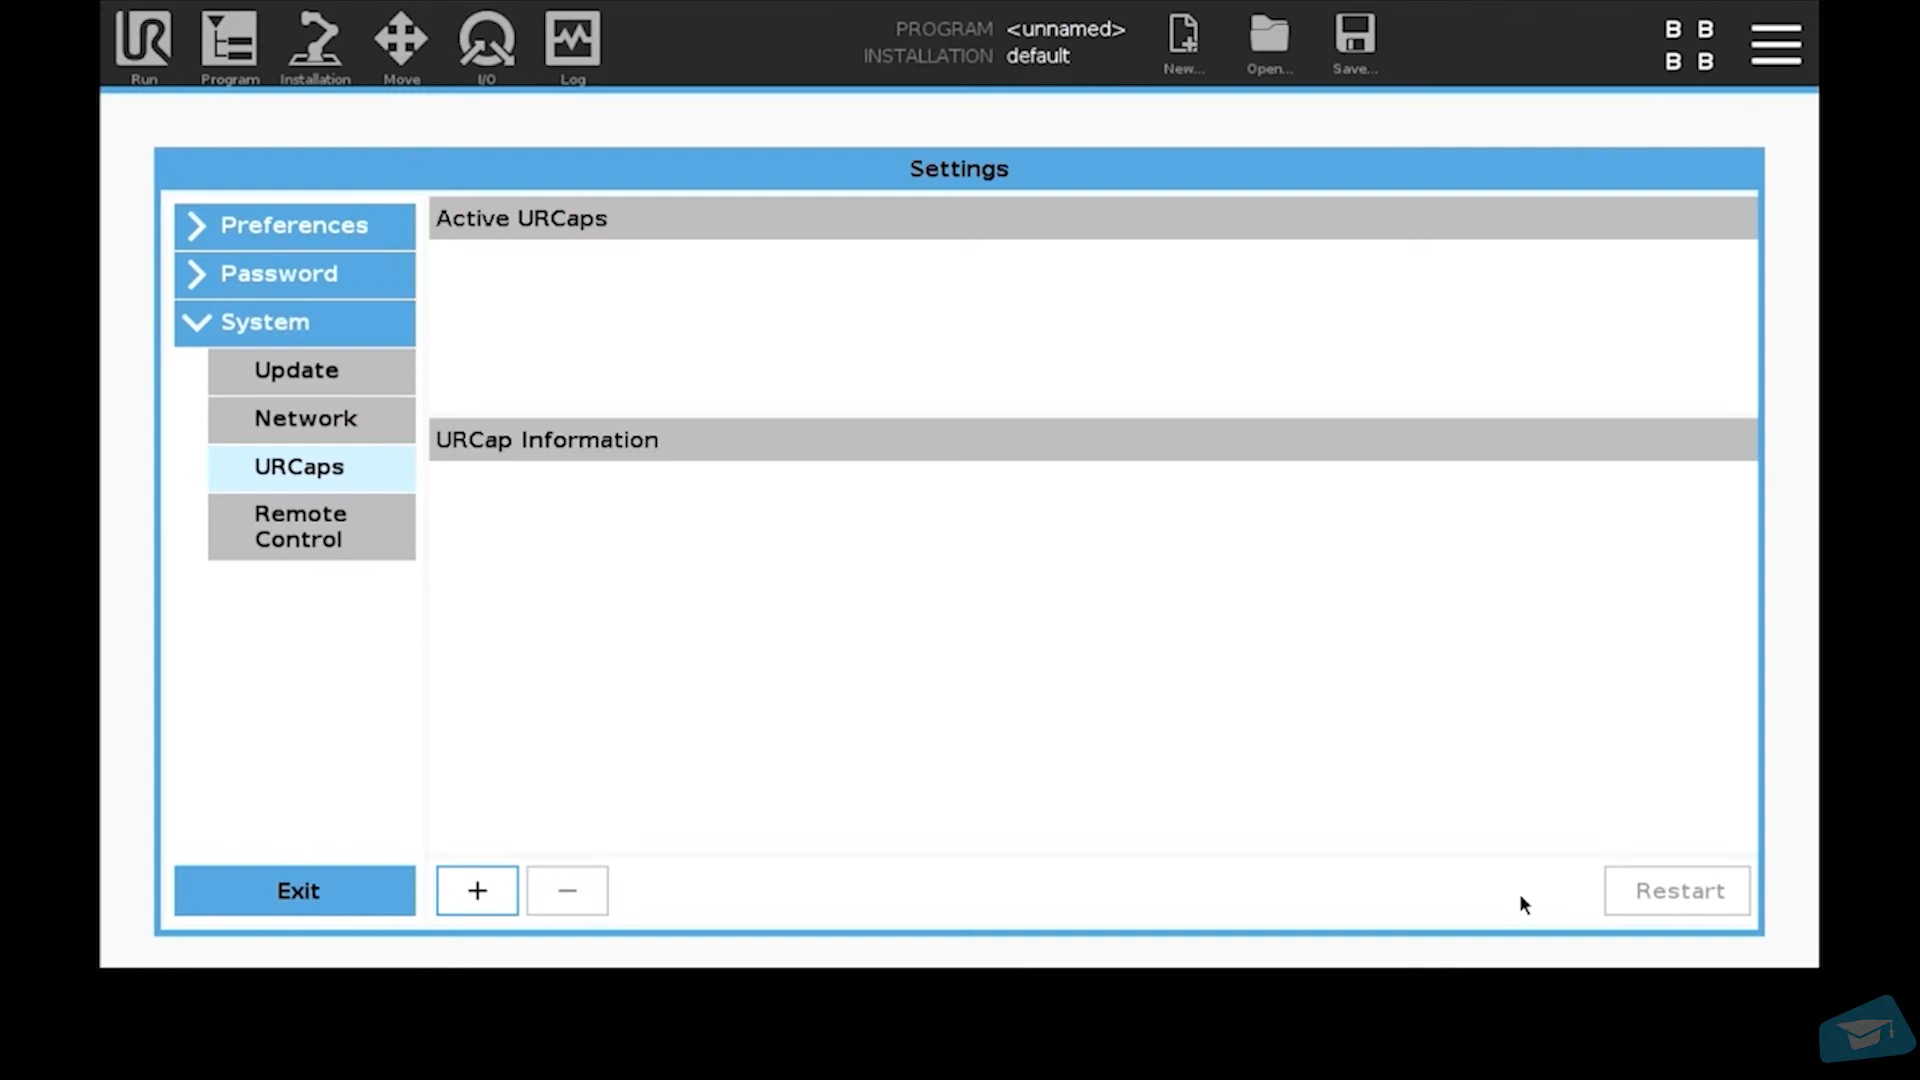 UR
Run
Program
Installation
Move
I/O
Log
PROGRAM <unnamed>
INSTALLATION default
New...
Open...
Save...
B B
B B
Settings
Preferences
Password
System
Update
Network
URCaps
Remote
Control
Active URCaps
URCap Information
Exit
+
−
Restart